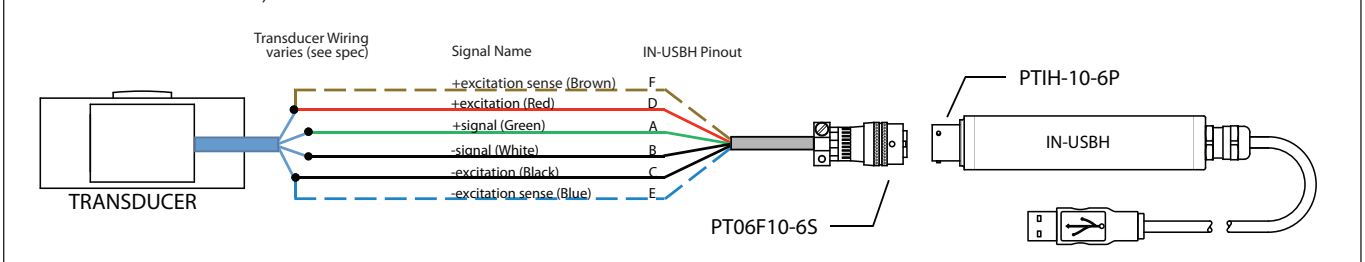 Transducer Wiring
varies (see spec)
Signal Name
IN-USBH Pinout
+excitation sense (Brown) F
+excitation (Red) D
+signal (Green) A
-signal (White) B
-excitation (Black) C
-excitation sense (Blue) E
TRANSDUCER
PT06F10-6S
PTIH-10-6P
IN-USBH